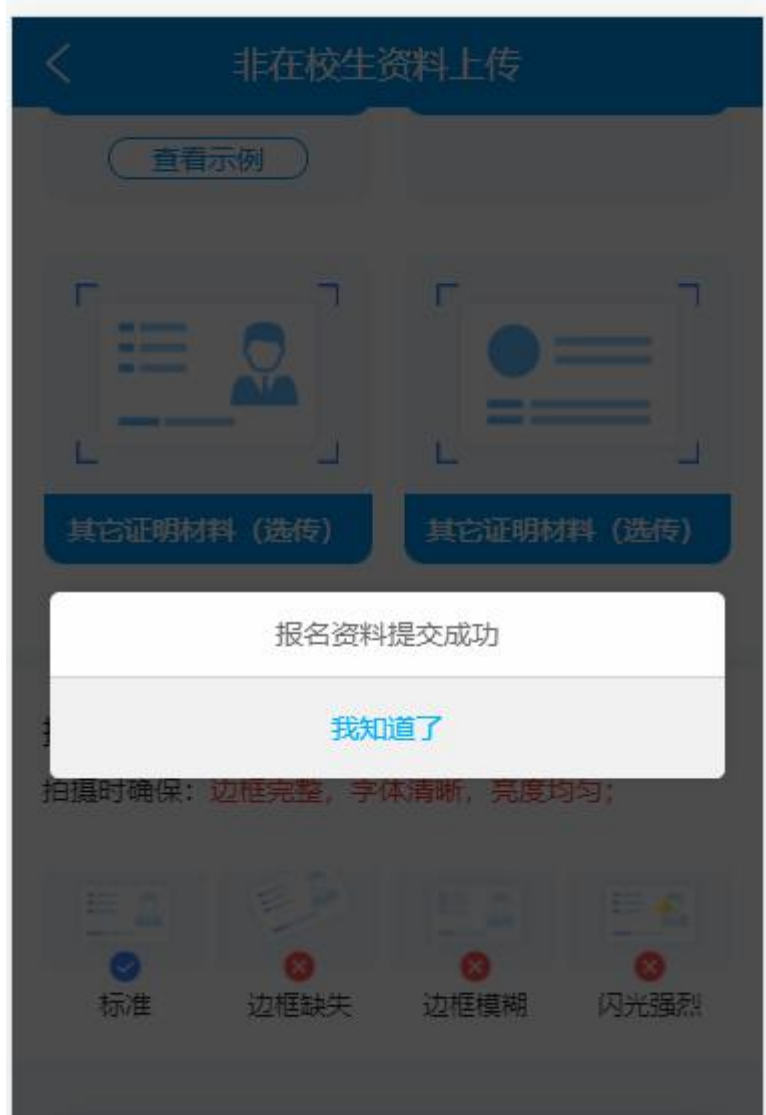 非在校生资料上传
查看示例
其它证明材料（选传）
其它证明材料（选传）
报名资料提交成功
我知道了
拍摄时确保：边框完整，字体清晰，亮度均匀；
标准
边框缺失
边框模糊
闪光强烈